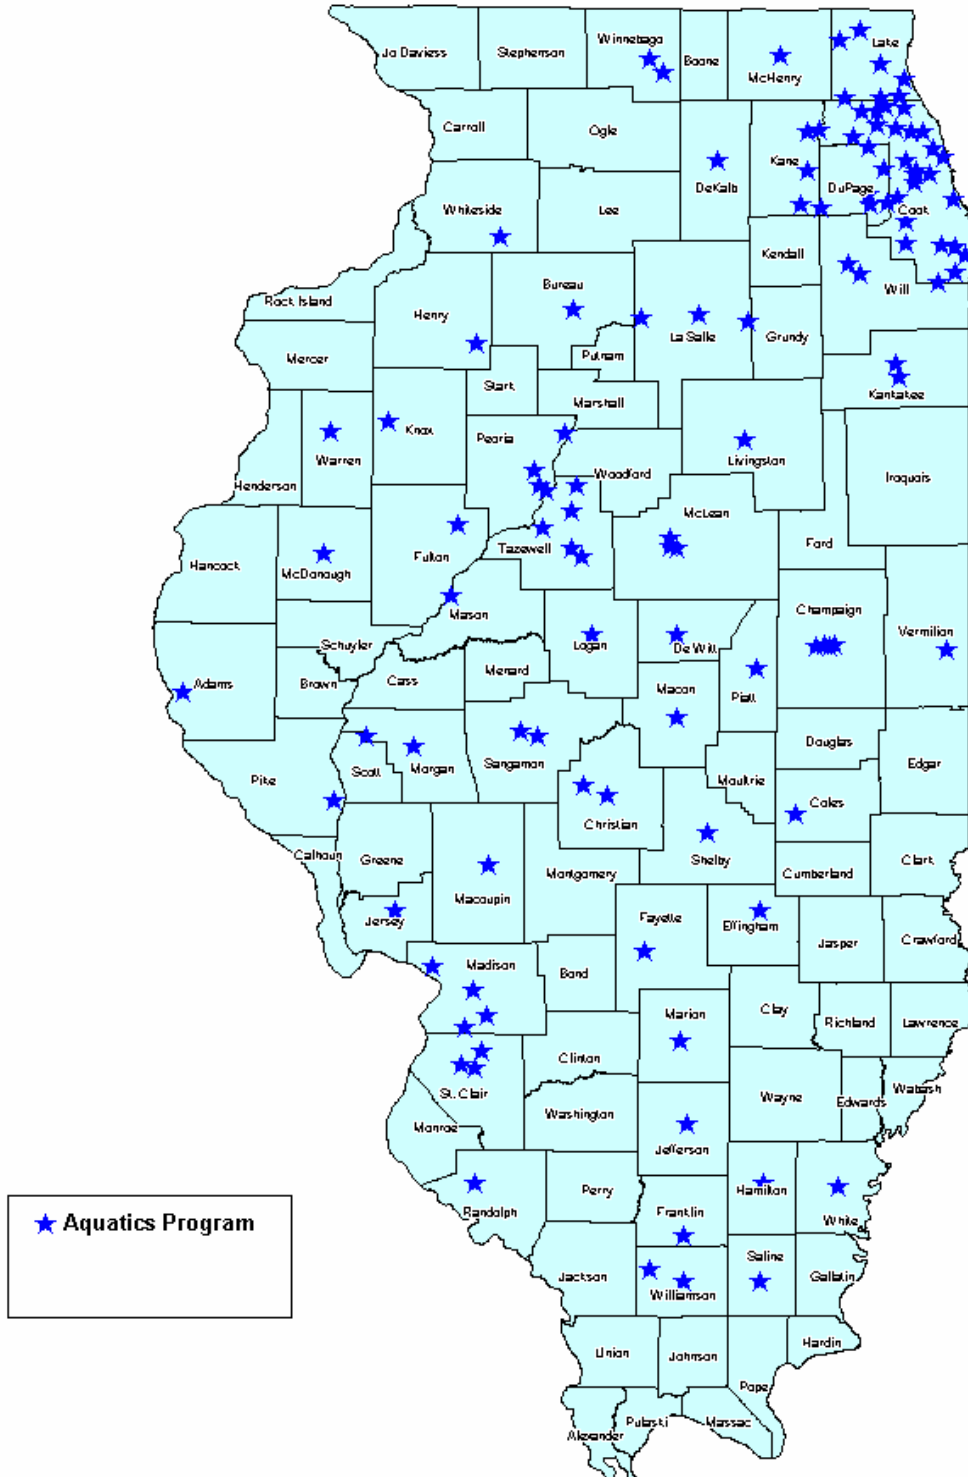 Jo Daviess
Stephenson
Winnebago
Boone
McHenry
Lake
Carroll
Ogle
Kane
DeKalb
DuPage
Cook
Whiteside
Lee
Kendall
Will
Rock Island
Henry
Bureau
La Salle
Grundy
Mercer
Putnam
Kankakee
Stark
Marshall
Knox
Peoria
Warren
Woodford
Livingston
Henderson
Iroquois
McLean
Hancock
McDonough
Fulton
Tazewell
Ford
Mason
Champaign
Vermilion
Schuyler
Logan
De Witt
Adams
Brown
Cass
Menard
Macon
Piatt
Pike
Scott
Morgan
Sangamon
Douglas
Edgar
Moultrie
Coles
Christian
Calhoun
Greene
Macoupin
Montgomery
Shelby
Cumberland
Clark
Jersey
Fayette
Effingham
Jasper
Crawford
Madison
Bond
Marion
Clay
Richland
Lawrence
Clinton
St. Clair
Wayne
Edwards
Wabash
Monroe
Washington
Jefferson
Randolph
Perry
Franklin
Hamilton
White
Aquatics Program
Jackson
Williamson
Saline
Gallatin
Union
Johnson
Hardin
Pope
Alexander
Pulaski
Massac